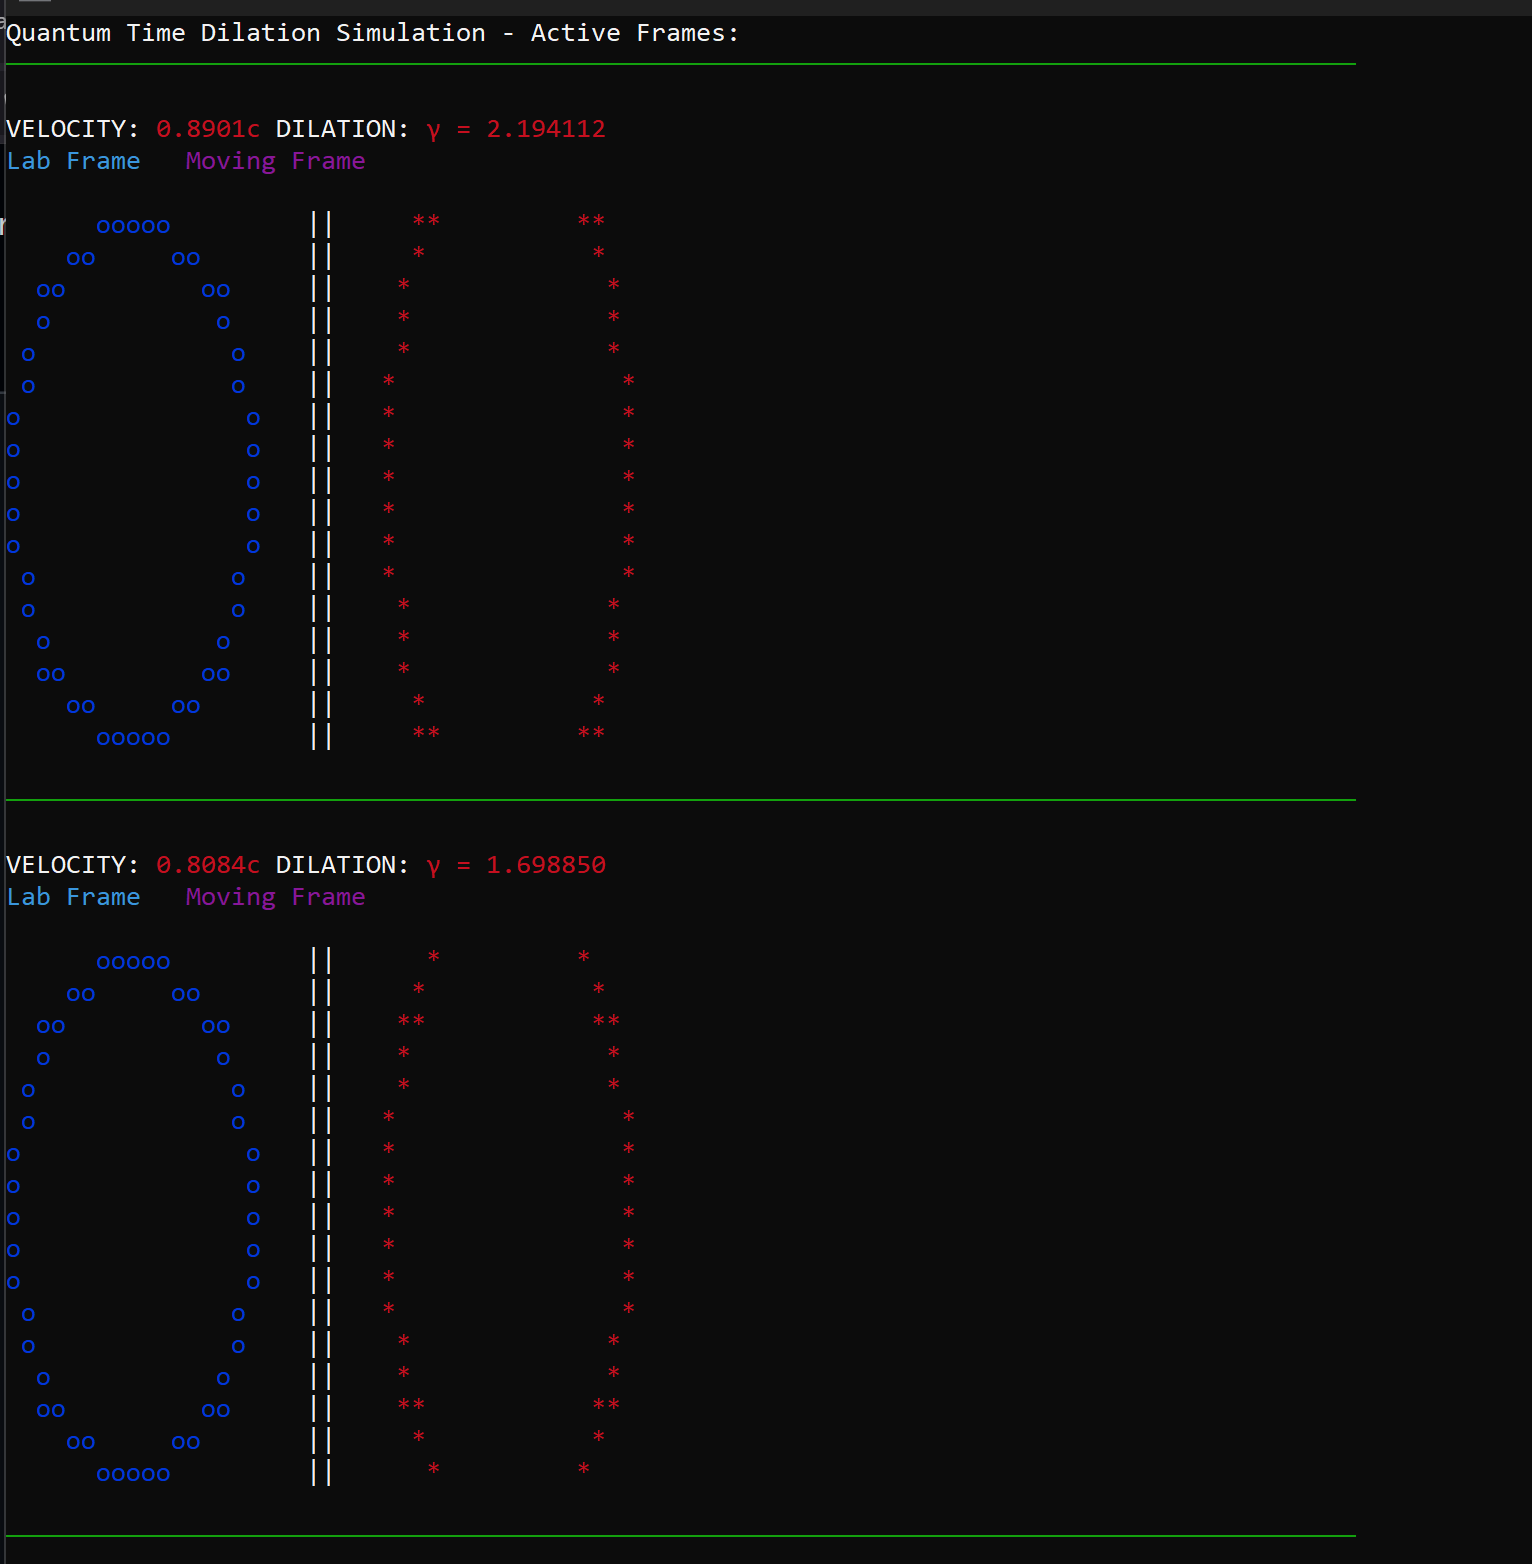 Quantum Time Dilation Simulation - Active Frames:
VELOCITY: 0.8901c DILATION: γ = 2.194112
Lab Frame   Moving Frame
      ooooo         ||     **         **
    oo     oo       ||     *           *
  oo         oo     ||    *             *
  o           o     ||    *             *
 o             o    ||    *             *
 o             o    ||   *               *
o               o   ||   *               *
o               o   ||   *               *
o               o   ||   *               *
o               o   ||   *               *
o               o   ||   *               *
 o             o    ||   *               *
 o             o    ||    *             *
  o           o     ||    *             *
  oo         oo     ||    *             *
    oo     oo       ||     *           *
      ooooo         ||     **         **
VELOCITY: 0.8084c DILATION: γ = 1.698850
Lab Frame   Moving Frame
      ooooo         ||      *         *
    oo     oo       ||     *           *
  oo         oo     ||    **           **
  o           o     ||    *             *
 o             o    ||    *             *
 o             o    ||   *               *
o               o   ||   *               *
o               o   ||   *               *
o               o   ||   *               *
o               o   ||   *               *
o               o   ||   *               *
 o             o    ||   *               *
 o             o    ||    *             *
  o           o     ||    *             *
  oo         oo     ||    **           **
    oo     oo       ||     *           *
      ooooo         ||      *         *